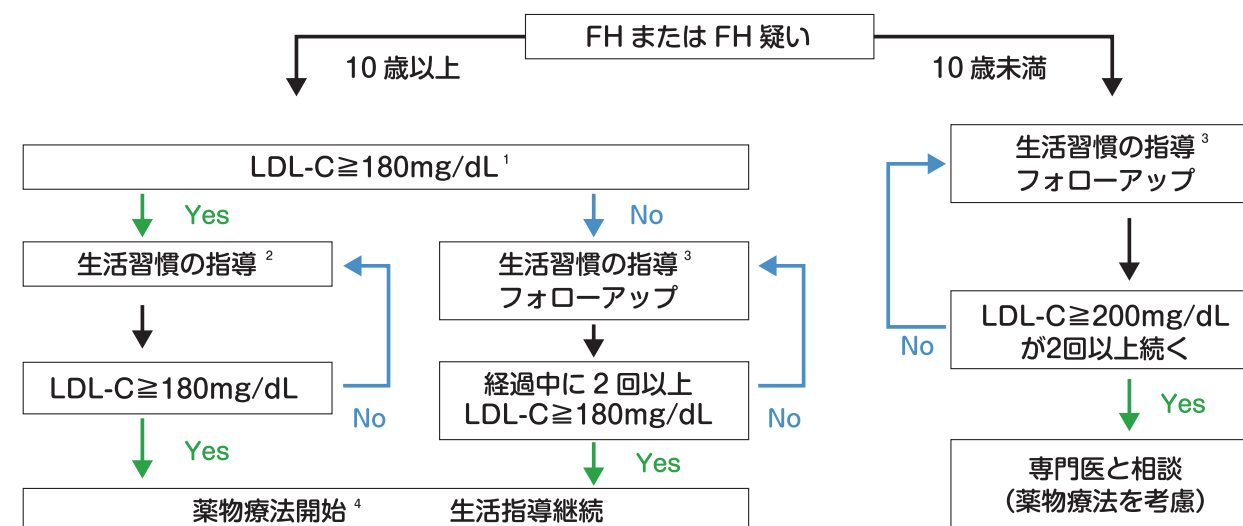 FH または FH 疑い
10 歳以上
10 歳未満
LDL-C≧180mg/dL 1
Yes
No
生活習慣の指導 2
生活習慣の指導 3
フォローアップ
LDL-C≧180mg/dL
No
経過中に 2 回以上
LDL-C≧180mg/dL
No
Yes
Yes
薬物療法開始 4 生活指導継続
生活習慣の指導 3
フォローアップ
LDL-C≧200mg/dL
が2回以上続く
No
Yes
専門医と相談
(薬物療法を考慮)